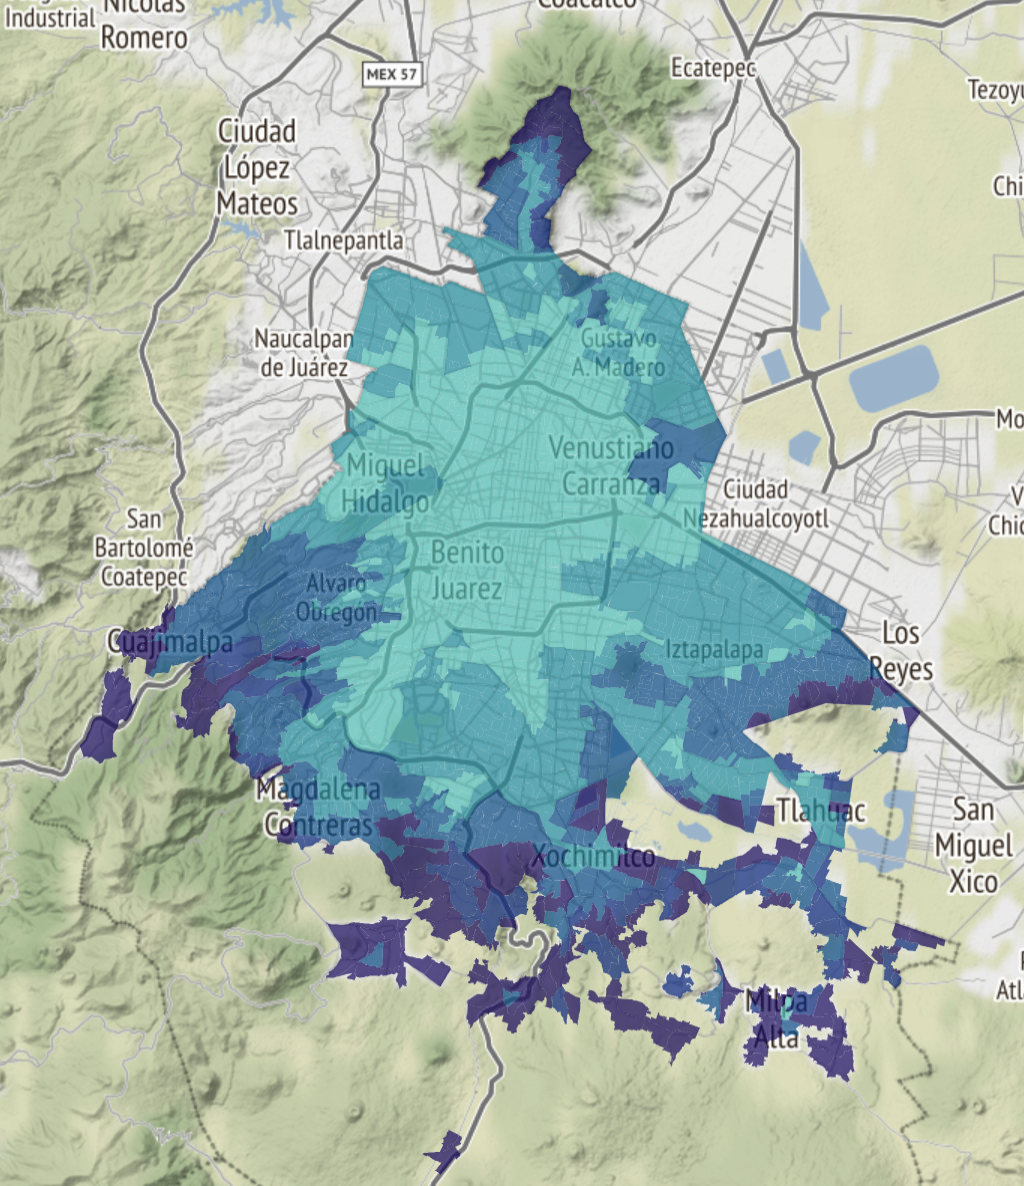 Coacalco
Industrial
Nicolás
Romero
MEX 57
Ecatepec
Tezoyu
Ciudad
López
Mateos
Chi
Tlalnepantla
Naucalpan
de Juárez
Gustavo
A. Madero
Mo
Venustiano
Carranza
Miguel
Hidalgo
Ciudad
Nezahualcoyotl
V
Chic
San
Bartolomé
Coatepec
Benito
Juarez
Alvaro
Obregon
Cuajimalpa
Iztapalapa
Los
Reyes
Magdalena
Contreras
Tlahuac
San
Miguel
Xico
Xochimilco
Atl
Milpa
Alta